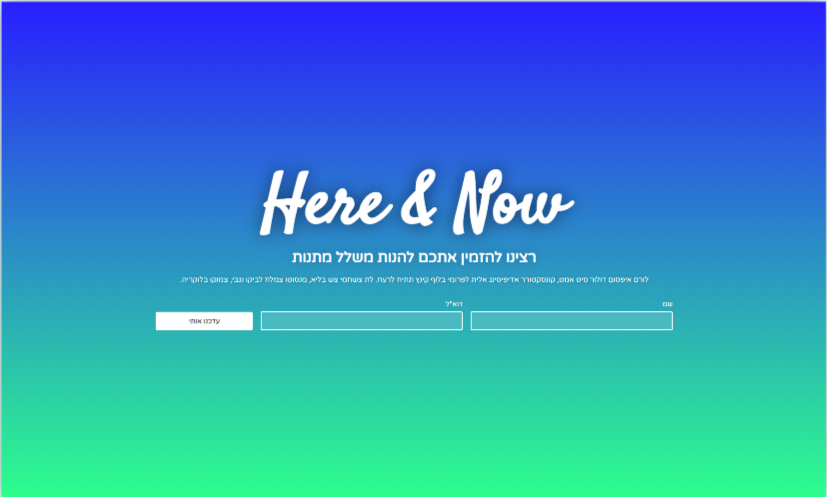 Here & Now
רצינו להזמין אתכם להנות משלל מתנות
לורם איפסום דולור סיט אמט, קונסקטורר אדיפיסינג אלית לפרומי בלוף קינץ תתיח לרעח. לת צשחמי צש בליא, מנסוטו צמלח לביקו ננבי, צמוקו בלוקריה.
שם
דוא"ל
עדכנו אותי